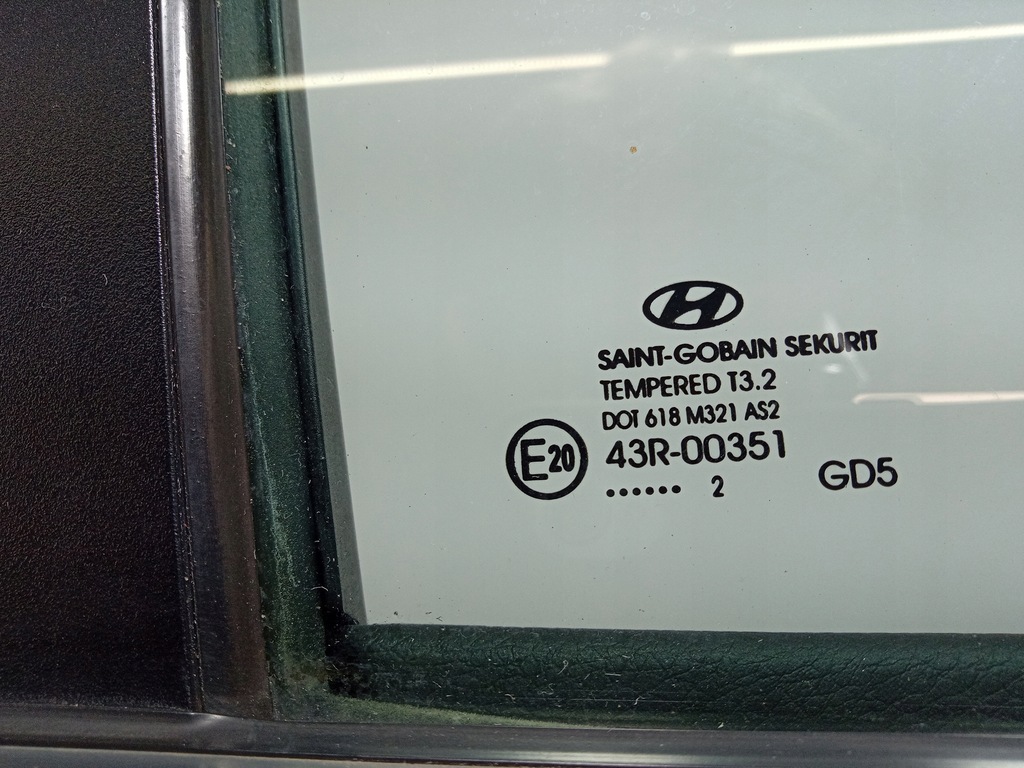 SAINT-GOBAIN SEKURIT
TEMPERED T3.2
DOT 618 M321 AS2
E20 43R-00351
...... 2 GD5